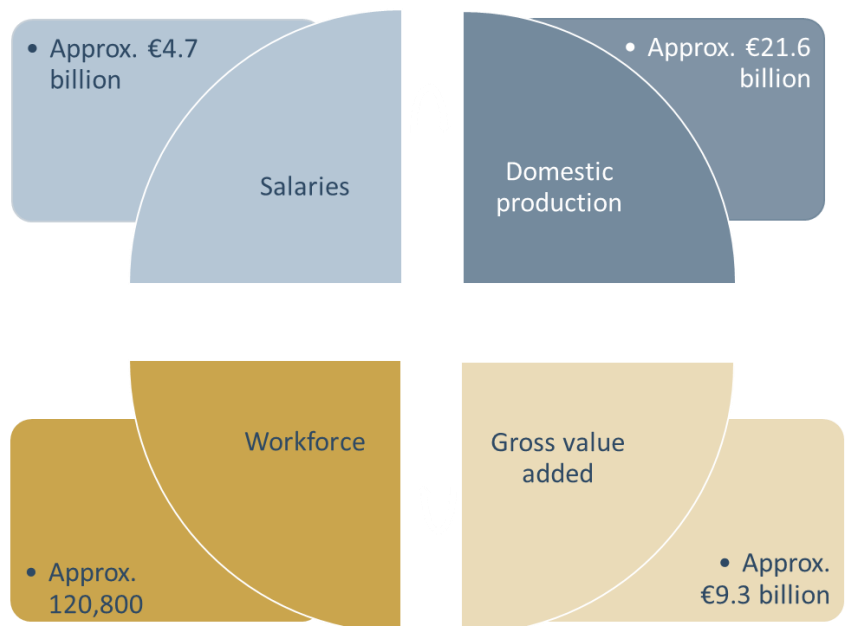 • Approx. €4.7
billion
Salaries
• Approx. €21.6
billion
Domestic
production
Workforce
• Approx.
120,800
Gross value
added
• Approx.
€9.3 billion